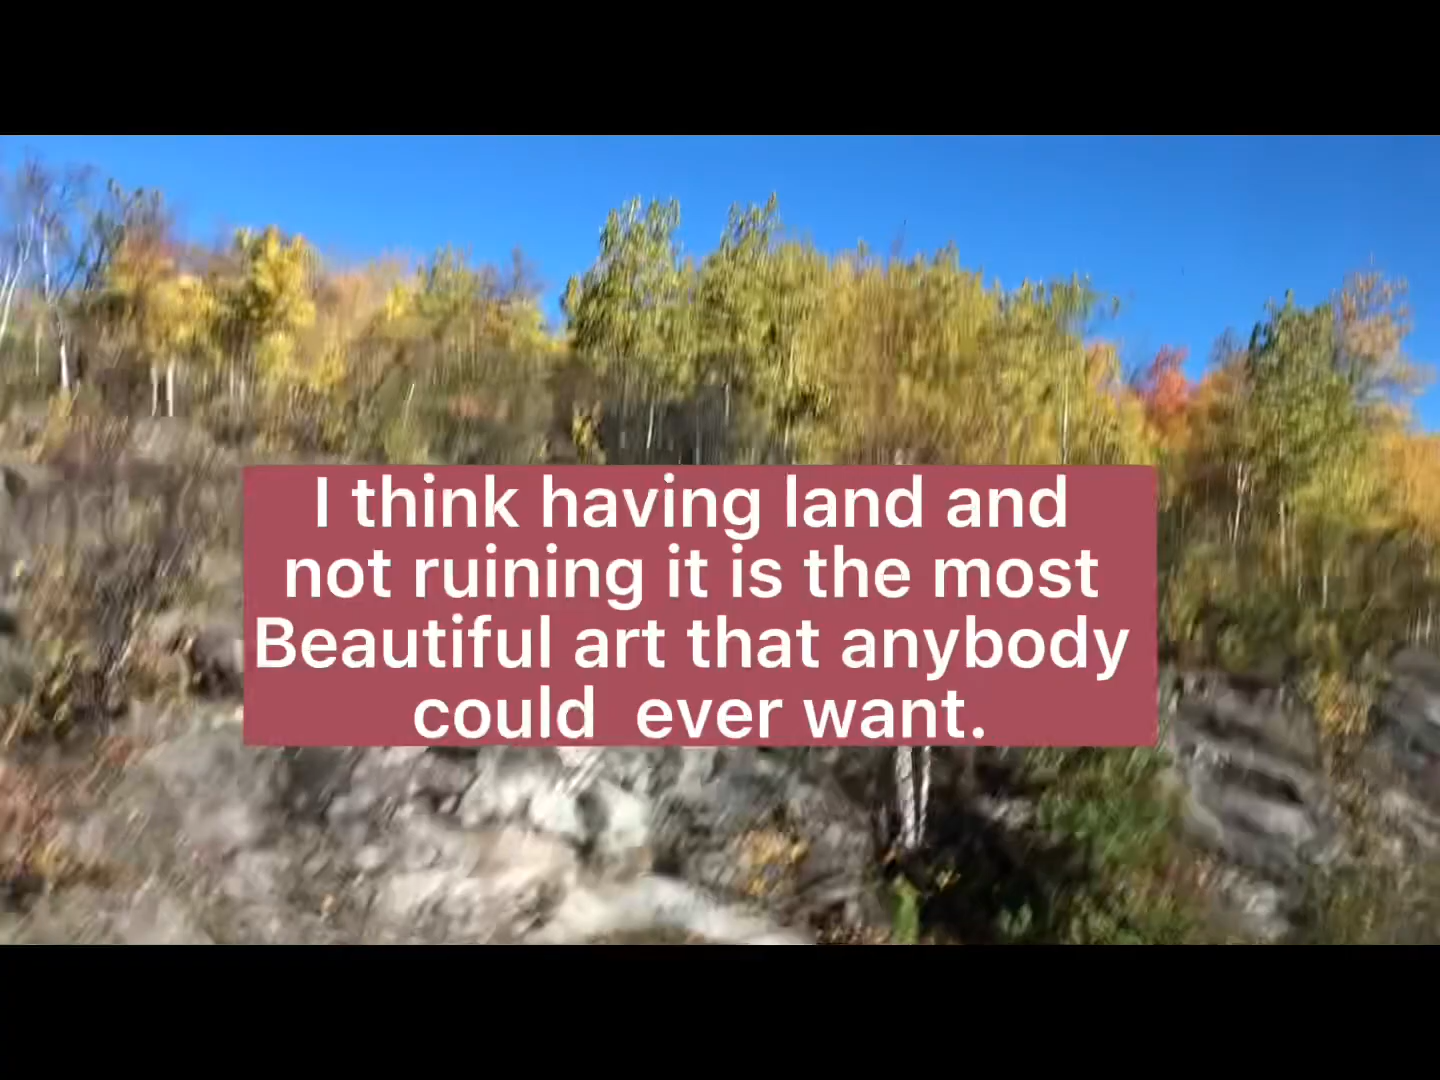 I think having land and
not ruining it is the most
Beautiful art that anybody
could  ever want.